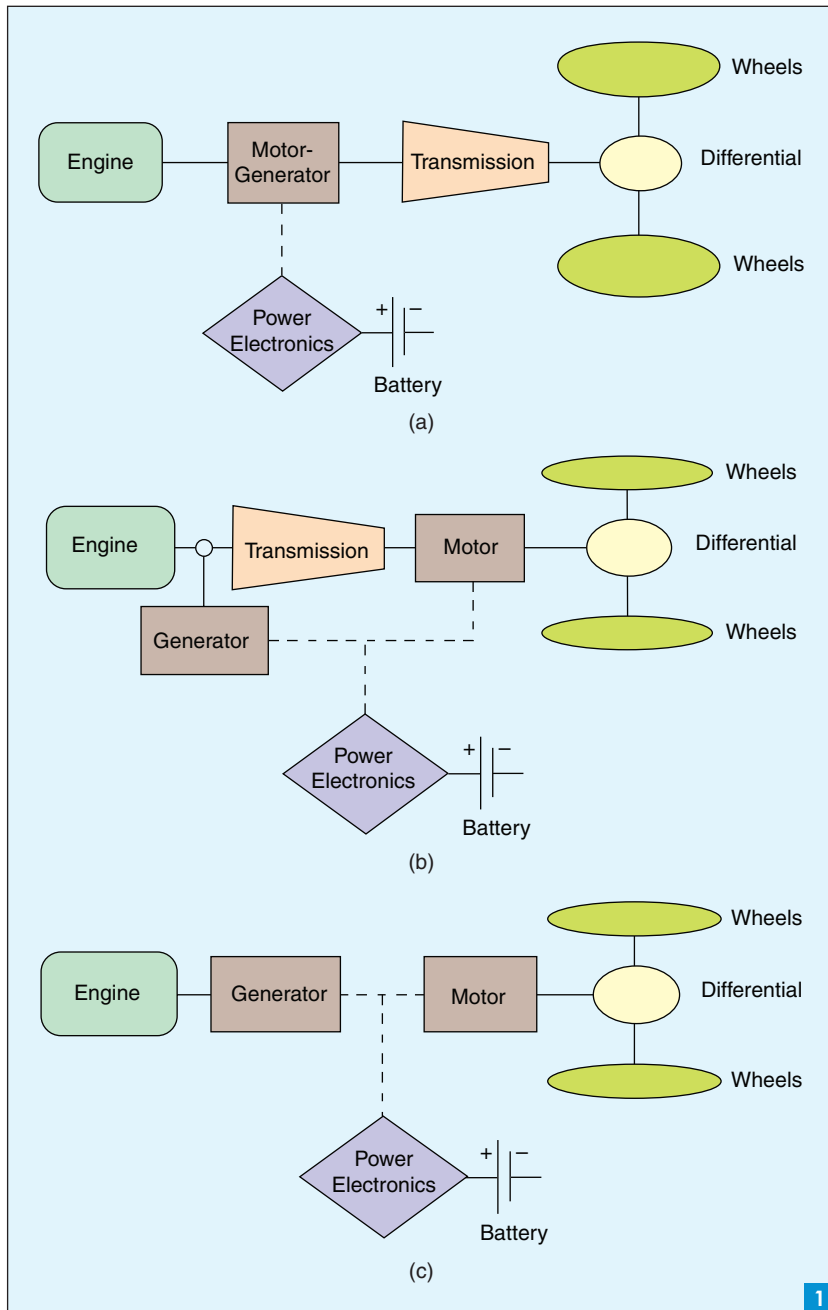 Wheels
Engine
Motor-
Generator
Transmission
Differential
Wheels
Power
Electronics
+ −
Battery
(a)
Wheels
Engine
Transmission
Motor
Differential
Generator
Wheels
Power
Electronics
+ −
Battery
(b)
Wheels
Engine
Generator
Motor
Differential
Wheels
Power
Electronics
+ −
Battery
(c)
1